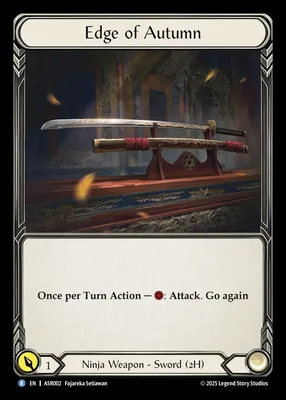 Edge of Autumn
Once per Turn Action — : Attack. Go again
1
Ninja Weapon - Sword (2H)
R EN | ASR002 Fajareka Setiawan
© 2025 Legend Story Studios